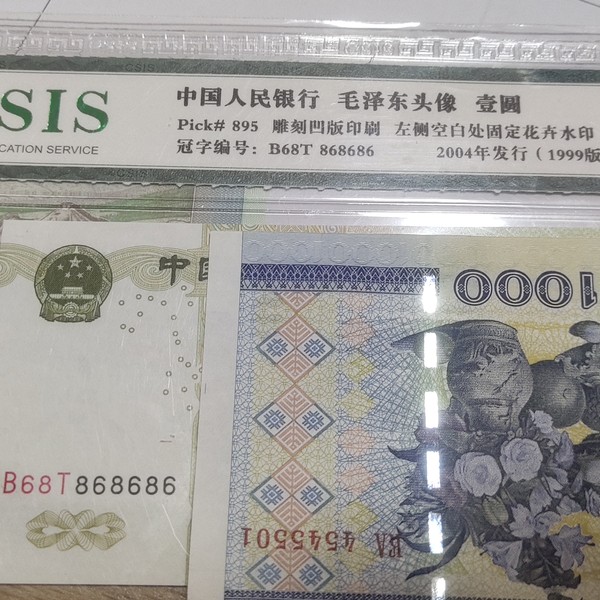 SIS
CATION SERVICE
中国人民银行 毛泽东头像 壹圆
Pick# 895 雕刻凹版印刷 左侧空白处固定花卉水印
冠字编号: B68T 868686 2004年发行(1999版
中国
B68T868686
1000
BA 4545501